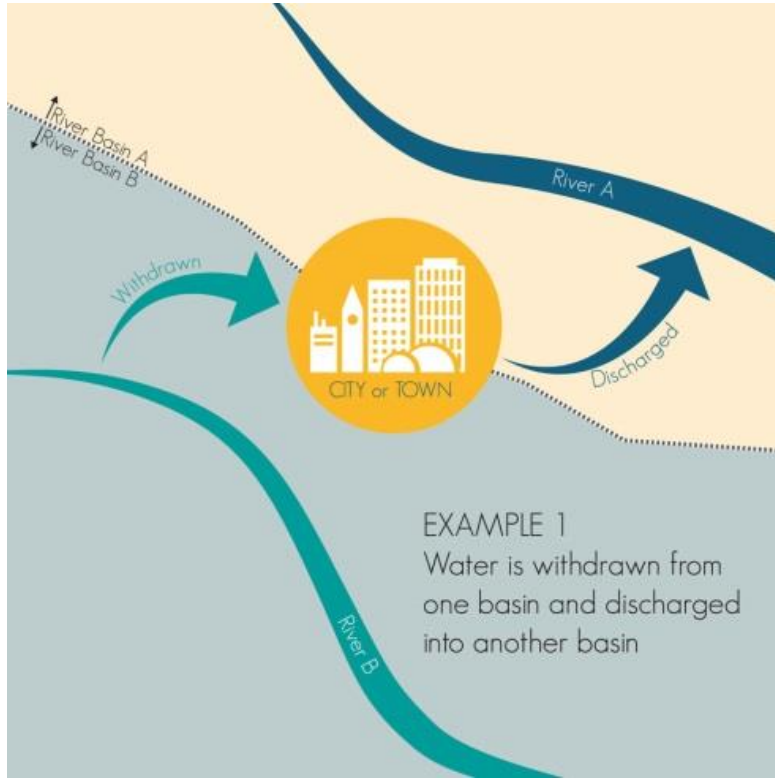 River Basin A
River Basin B
River A
Withdrawn
CITY or TOWN
Discharged
EXAMPLE 1
Water is withdrawn from
one basin and discharged
into another basin
River B